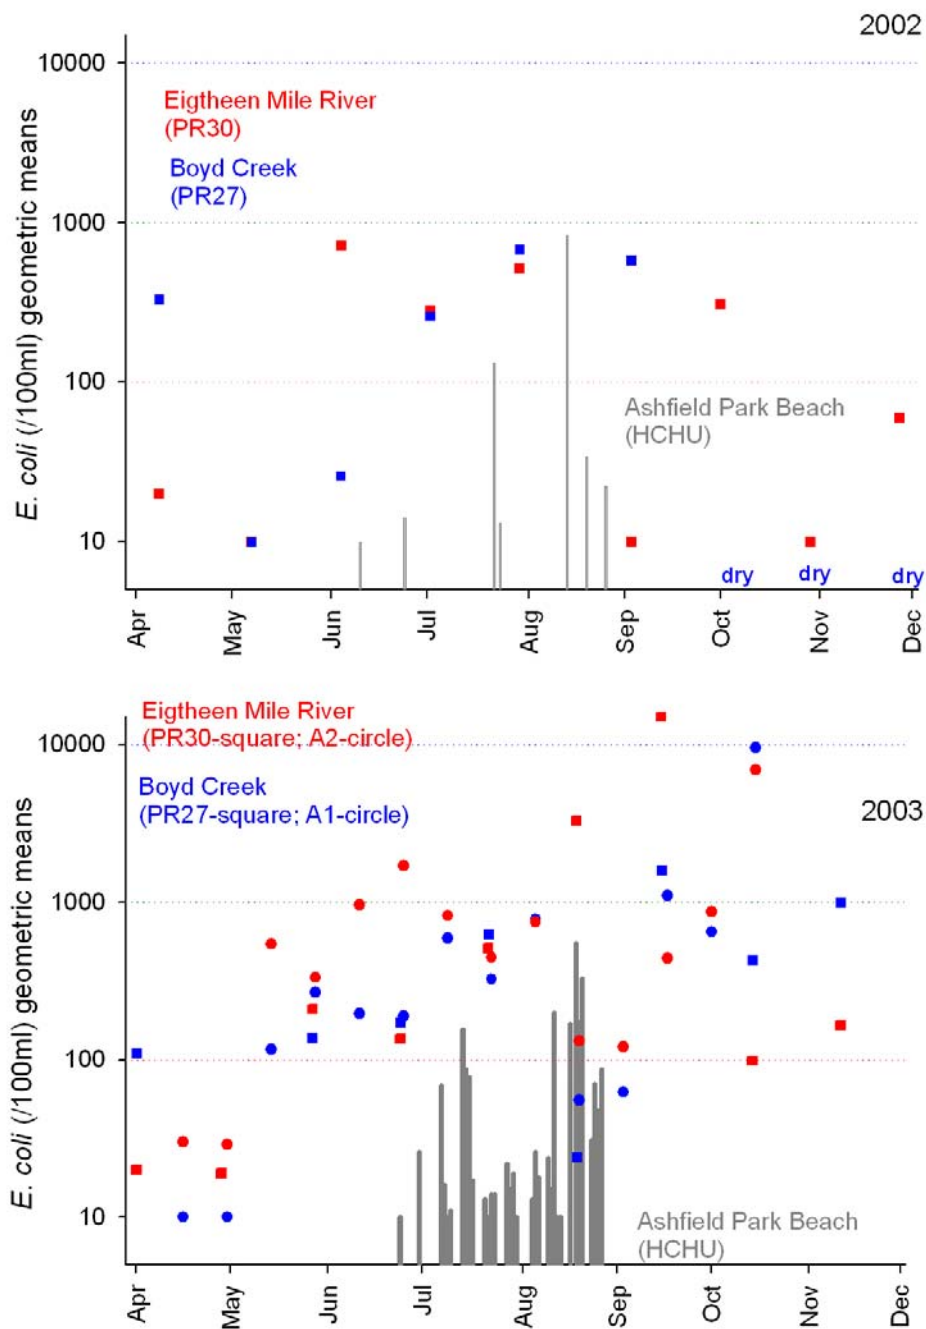 2002
10000
Eigtheen Mile River
(PR30)
Boyd Creek
(PR27)
1000
100
Ashfield Park Beach
(HCHU)
10
dry dry dry
E. coli (/100ml) geometric means
Apr May Jun Jul Aug Sep Oct Nov Dec
Eigtheen Mile River
(PR30-square; A2-circle)
10000
Boyd Creek
(PR27-square; A1-circle)
2003
1000
100
10
Ashfield Park Beach
(HCHU)
E. coli (/100ml) geometric means
Apr May Jun Jul Aug Sep Oct Nov Dec